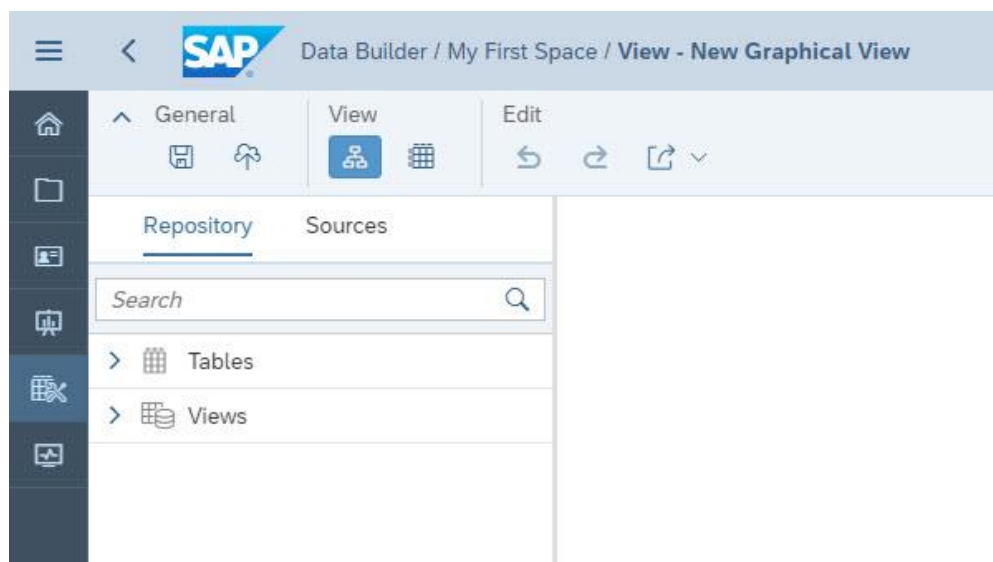 SAP Data Builder / My First Space / View - New Graphical View
General View Edit
Repository Sources
Search
Tables
Views